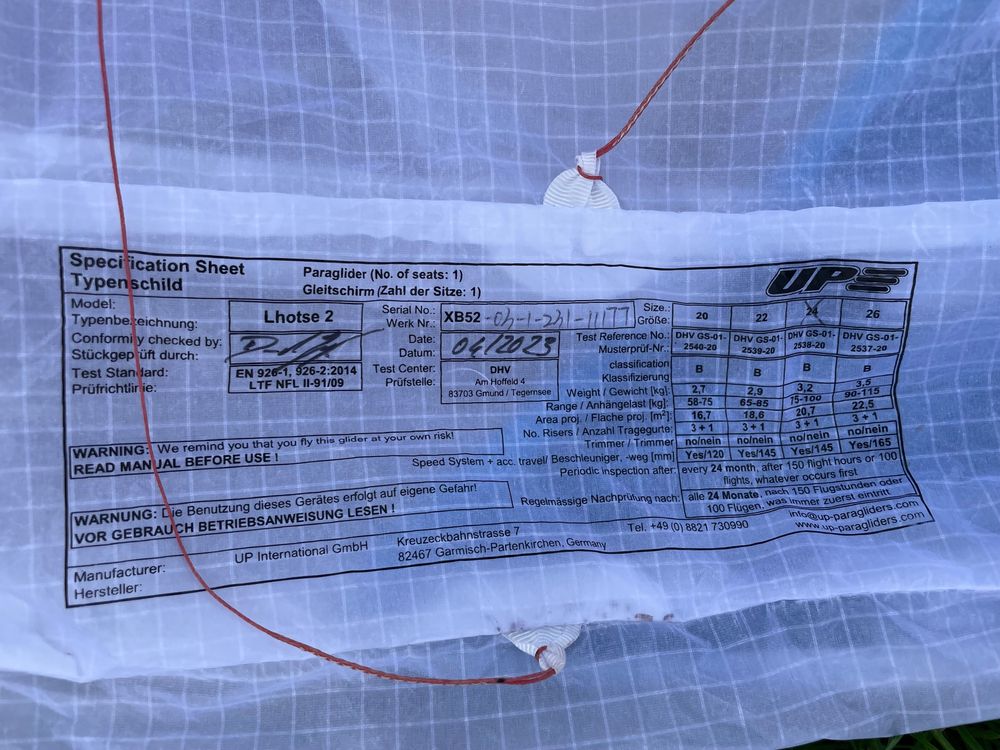 Specification Sheet
Typenschild
Paraglider (No. of seats: 1)
Gleitschirm (Zahl der Sitze: 1)
UP
Model:
Typenbezeichnung:
Lhotse 2
Serial No.:
Werk Nr.:
XB52-04-1-241-11177
Conformity checked by:
Stückgeprüft durch:
Date:
Datum:
04/2023
Test Standard:
Prüfrichtlinie:
EN 926-1, 926-2:2014
LTF NFL II-91/09
Test Center:
Prüfstelle:
DHV
Am Hoffeld 4
83703 Gmund / Tegernsee
Size.:
Größe:
20 22 24 26
Test Reference No.:
Musterprüf-Nr.:
DHV GS-01-2540-20 DHV GS-01-2539-20 DHV GS-01-2538-20 DHV GS-01-2537-20
classification
Klassifizierung
B B B B
Weight / Gewicht [kg]: 2,7 2,9 3,2 3,5
Range / Anhängelast [kg]: 58-75 65-85 75-100 90-115
Area proj. / Fläche proj. [m²]: 16,7 18,6 20,7 22,5
No. Risers / Anzahl Tragegurte: 3 + 1 3 + 1 3 + 1 3 + 1
Trimmer / Trimmer no/nein no/nein no/nein no/nein
Speed System + acc. travel/ Beschleuniger, -weg [mm] Yes/120 Yes/145 Yes/145 Yes/165
Periodic inspection after: every 24 month, after 150 flight hours or 100
flights, whatever occurs first
Regelmässige Nachprüfung nach: alle 24 Monate, nach 150 Flugstunden oder
100 Flügen, was immer zuerst eintritt
WARNING: We remind you that you fly this glider at your own risk!
READ MANUAL BEFORE USE !
WARNUNG: Die Benutzung dieses Gerätes erfolgt auf eigene Gefahr!
VOR GEBRAUCH BETRIEBSANWEISUNG LESEN !
Manufacturer:
Hersteller:
UP International GmbH
Kreuzeckbahnstrasse 7
82467 Garmisch-Partenkirchen, Germany
Tel. +49 (0) 8821 730990
info@up-paragliders.com
www.up-paragliders.com